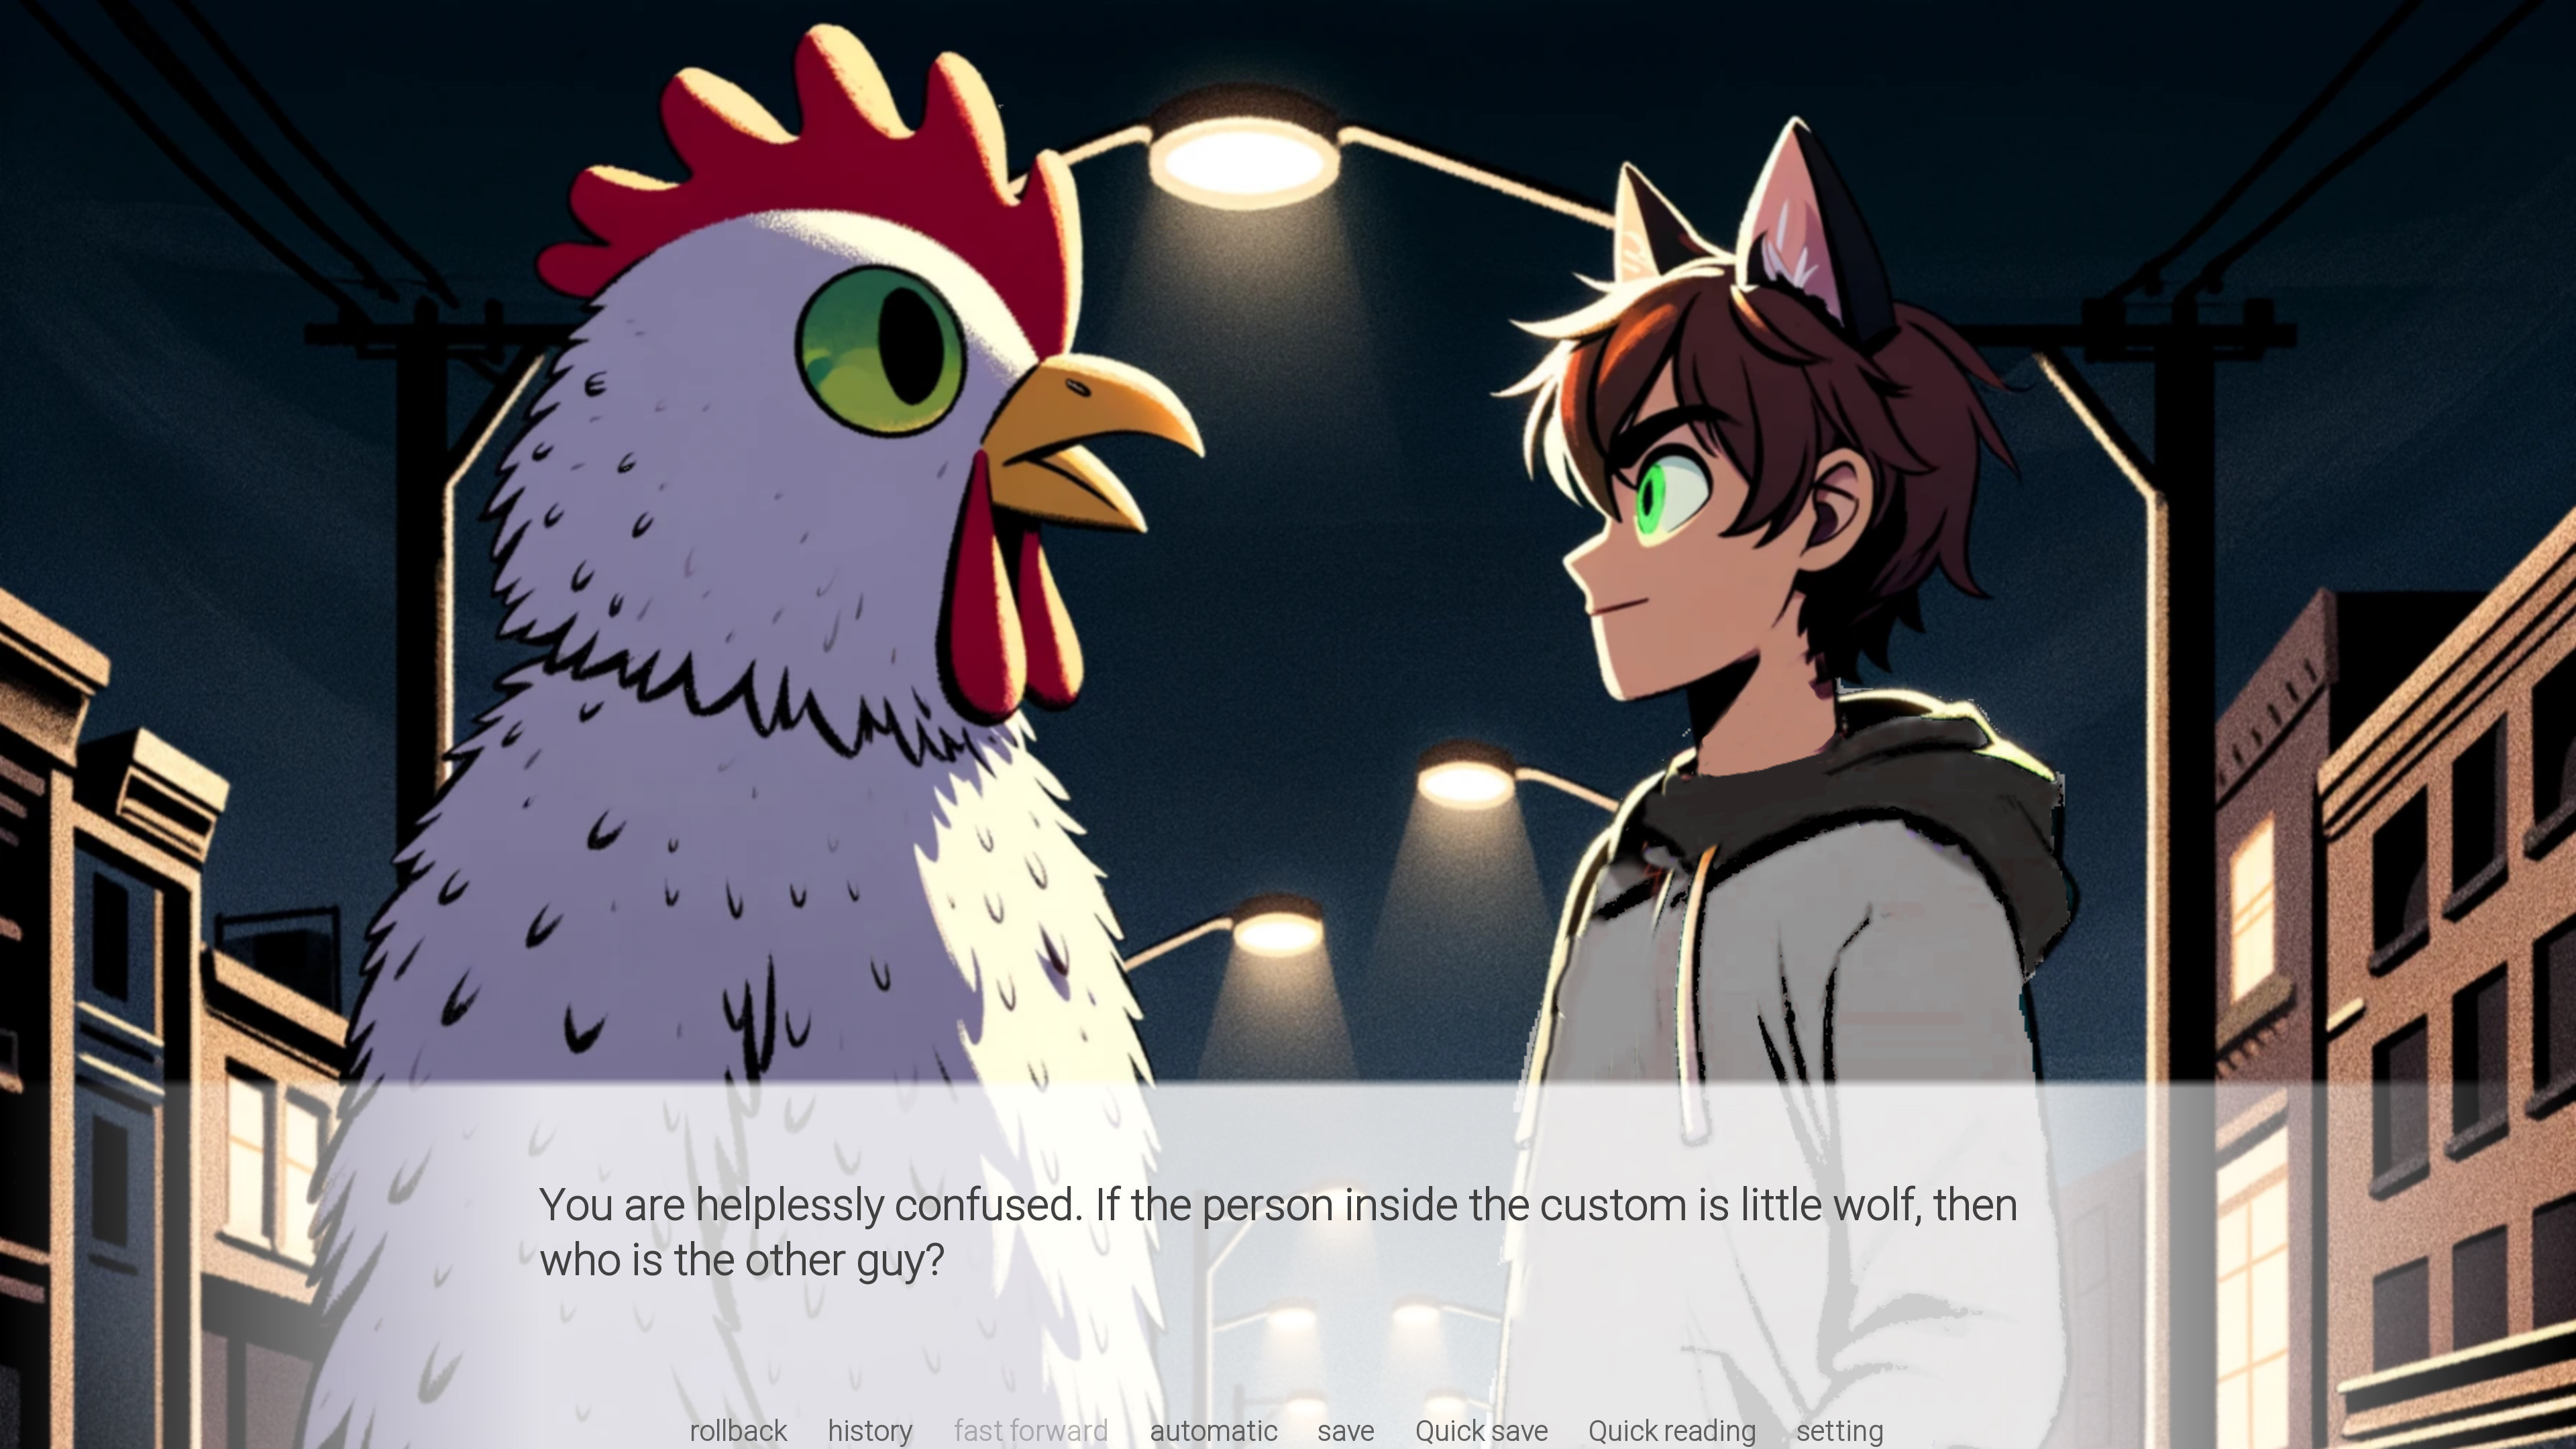 You are helplessly confused. If the person inside the custom is little wolf, then
who is the other guy?
rollback history fast forward automatic save Quick save Quick reading setting